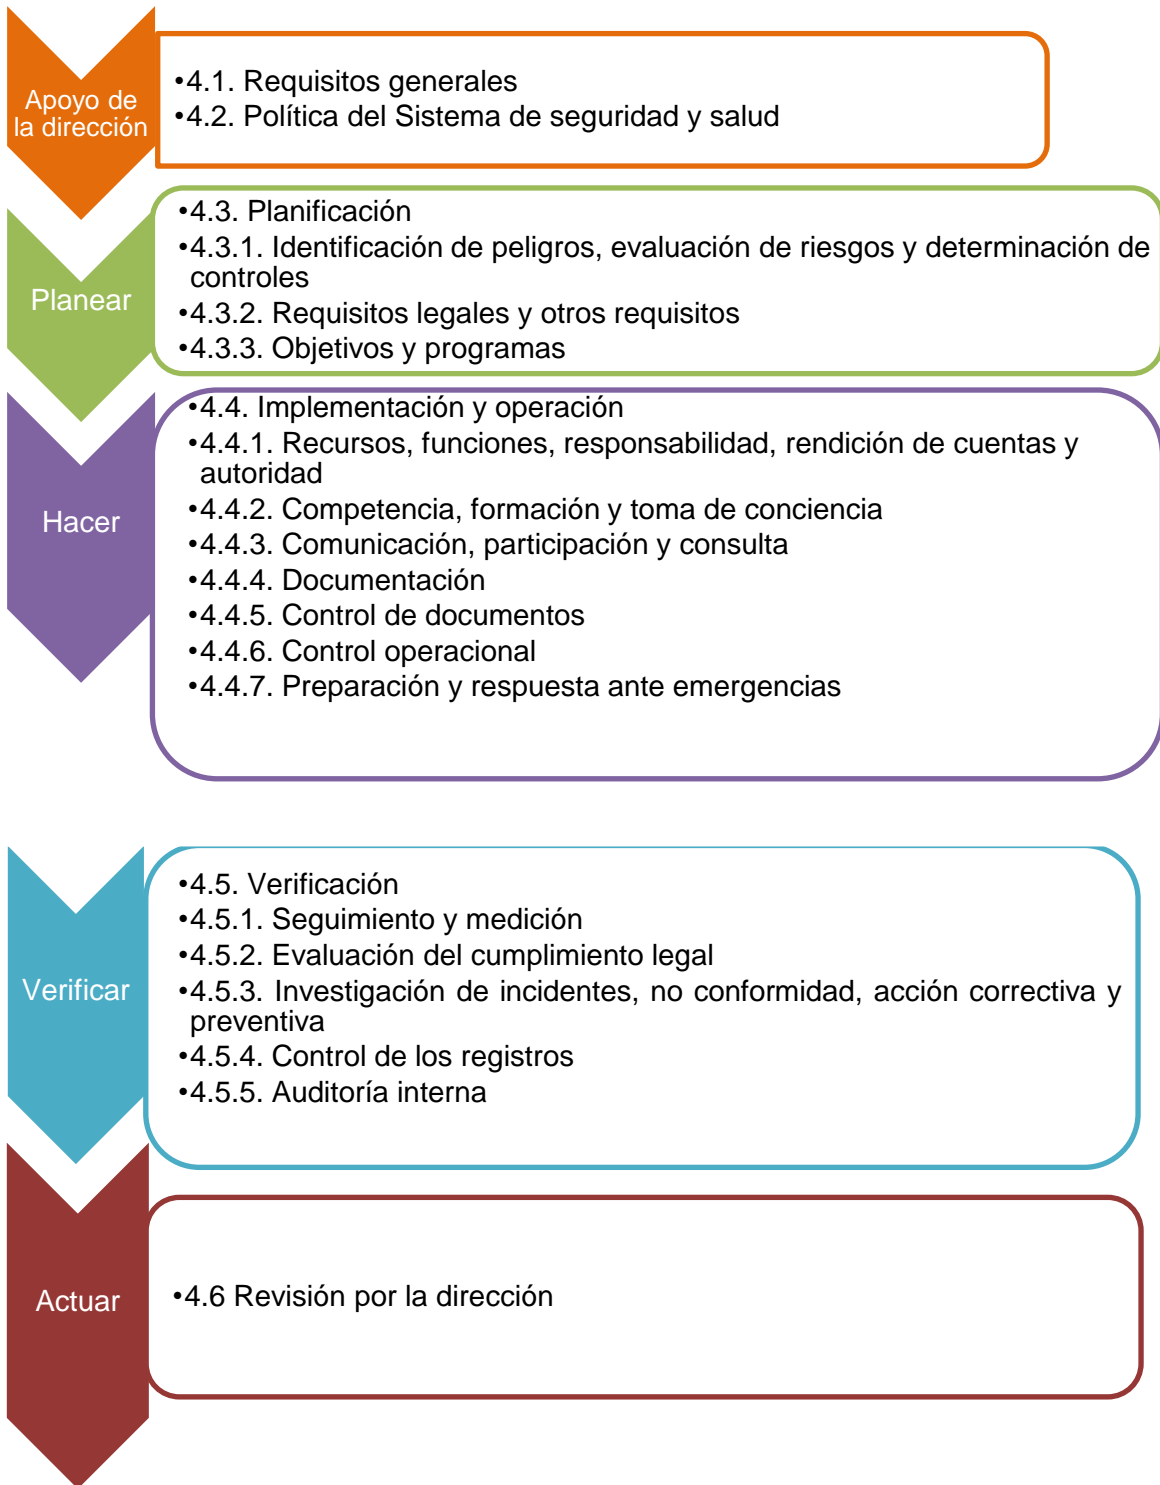 Apoyo de
la dirección
•4.1. Requisitos generales
•4.2. Política del Sistema de seguridad y salud
Planear
•4.3. Planificación
•4.3.1. Identificación de peligros, evaluación de riesgos y determinación de
controles
•4.3.2. Requisitos legales y otros requisitos
•4.3.3. Objetivos y programas
Hacer
•4.4. Implementación y operación
•4.4.1. Recursos, funciones, responsabilidad, rendición de cuentas y
autoridad
•4.4.2. Competencia, formación y toma de conciencia
•4.4.3. Comunicación, participación y consulta
•4.4.4. Documentación
•4.4.5. Control de documentos
•4.4.6. Control operacional
•4.4.7. Preparación y respuesta ante emergencias
Verificar
•4.5. Verificación
•4.5.1. Seguimiento y medición
•4.5.2. Evaluación del cumplimiento legal
•4.5.3. Investigación de incidentes, no conformidad, acción correctiva y
preventiva
•4.5.4. Control de los registros
•4.5.5. Auditoría interna
Actuar
•4.6 Revisión por la dirección